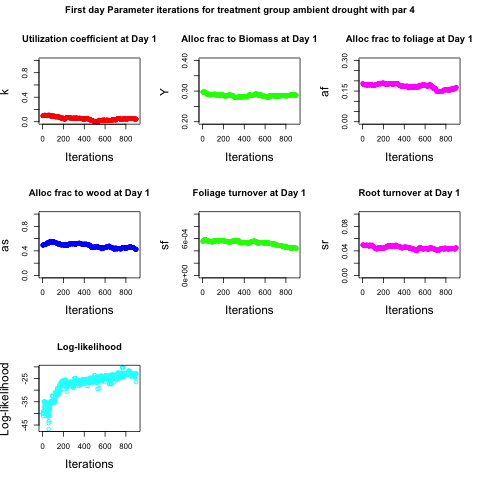 First day Parameter iterations for treatment group ambient drought with par 4
Utilization coefficient at Day 1
k
0.0 0.4 0.8
0 200 400 600 800
Iterations
Alloc frac to Biomass at Day 1
Y
0.20 0.30 0.40
0 200 400 600 800
Iterations
Alloc frac to foliage at Day 1
af
0.00 0.15 0.30
0 200 400 600 800
Iterations
Alloc frac to wood at Day 1
as
0.0 0.4 0.8
0 200 400 600 800
Iterations
Foliage turnover at Day 1
sf
0e+00 6e-04
0 200 400 600 800
Iterations
Root turnover at Day 1
sr
0.00 0.04 0.08
0 200 400 600 800
Iterations
Log-likelihood
Log-likelihood
-45 -35 -25
0 200 400 600 800
Iterations